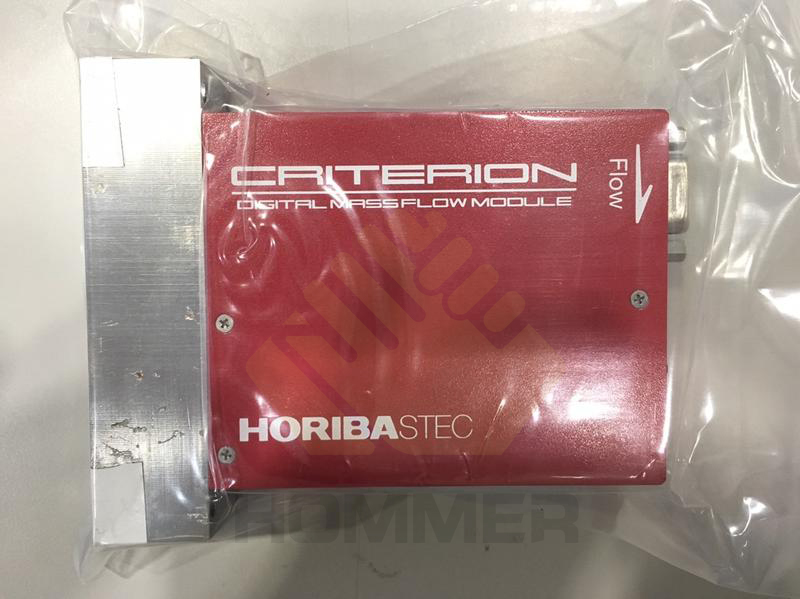 CRITERION
DIGITAL MASS FLOW MODULE
Flow
HORIBASTEC
HOMMER